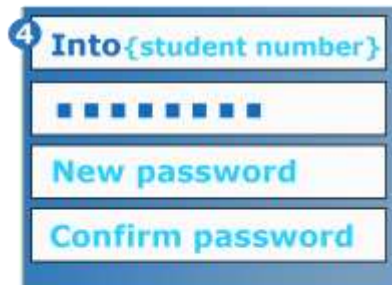 4
Into{student number}
▪▪▪▪▪▪▪▪
New password
Confirm password